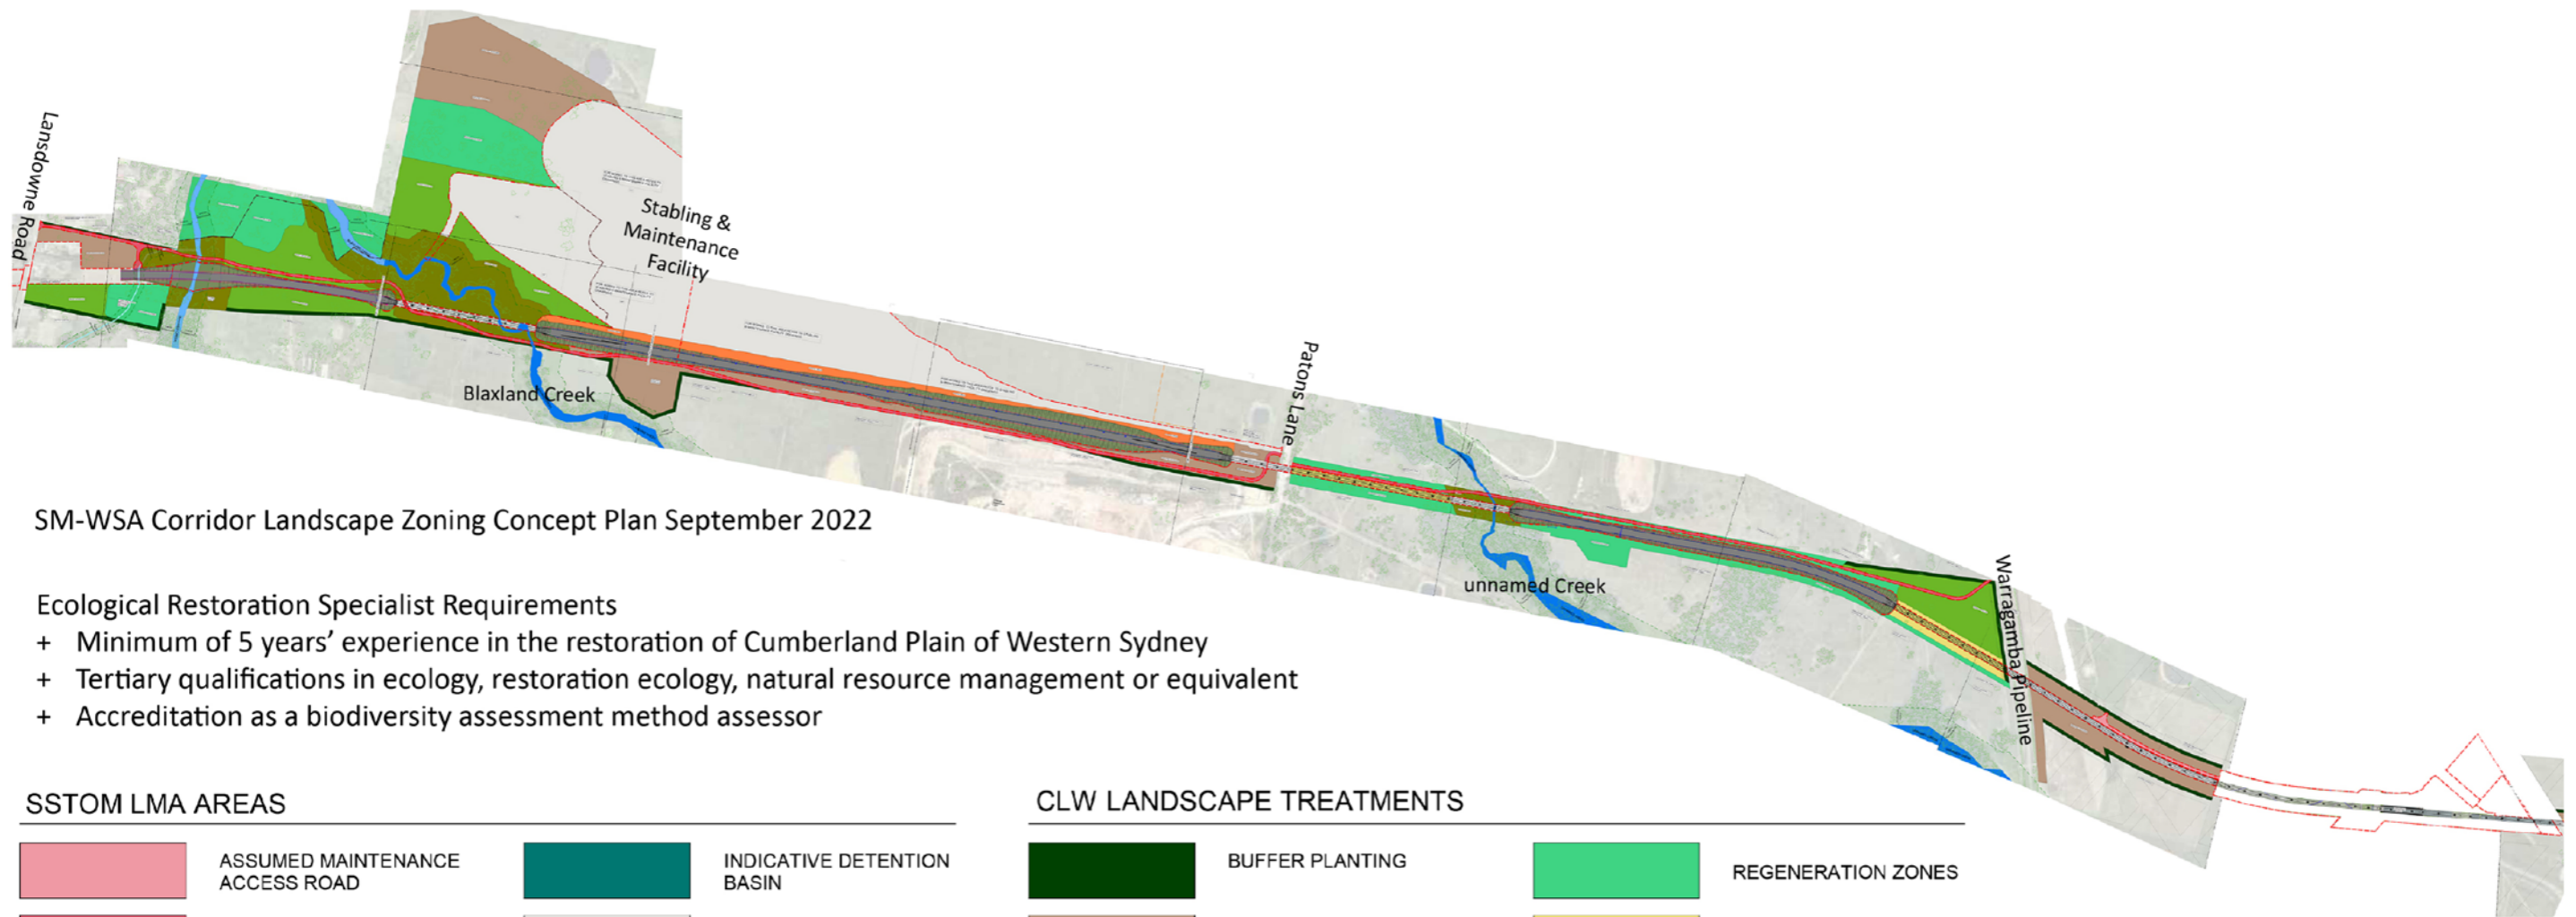 Lansdowne Road
Stabling &
Maintenance
Facility
Blaxland Creek
Patons Lane
unnamed Creek
Warragamba Pipeline
SM-WSA Corridor Landscape Zoning Concept Plan September 2022
Ecological Restoration Specialist Requirements
+ Minimum of 5 years’ experience in the restoration of Cumberland Plain of Western Sydney
+ Tertiary qualifications in ecology, restoration ecology, natural resource management or equivalent
+ Accreditation as a biodiversity assessment method assessor
SSTOM LMA AREAS
ASSUMED MAINTENANCE
ACCESS ROAD
INDICATIVE DETENTION
BASIN
CLW LANDSCAPE TREATMENTS
BUFFER PLANTING
REGENERATION ZONES